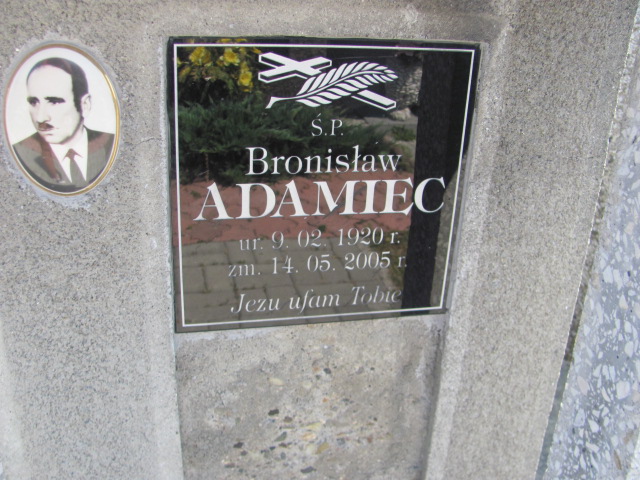 Ś.P.
Bronisław
ADAMIEC
ur. 9. 02. 1920 r.
zm. 14. 05. 2005 r.
Jezu ufam Tobie